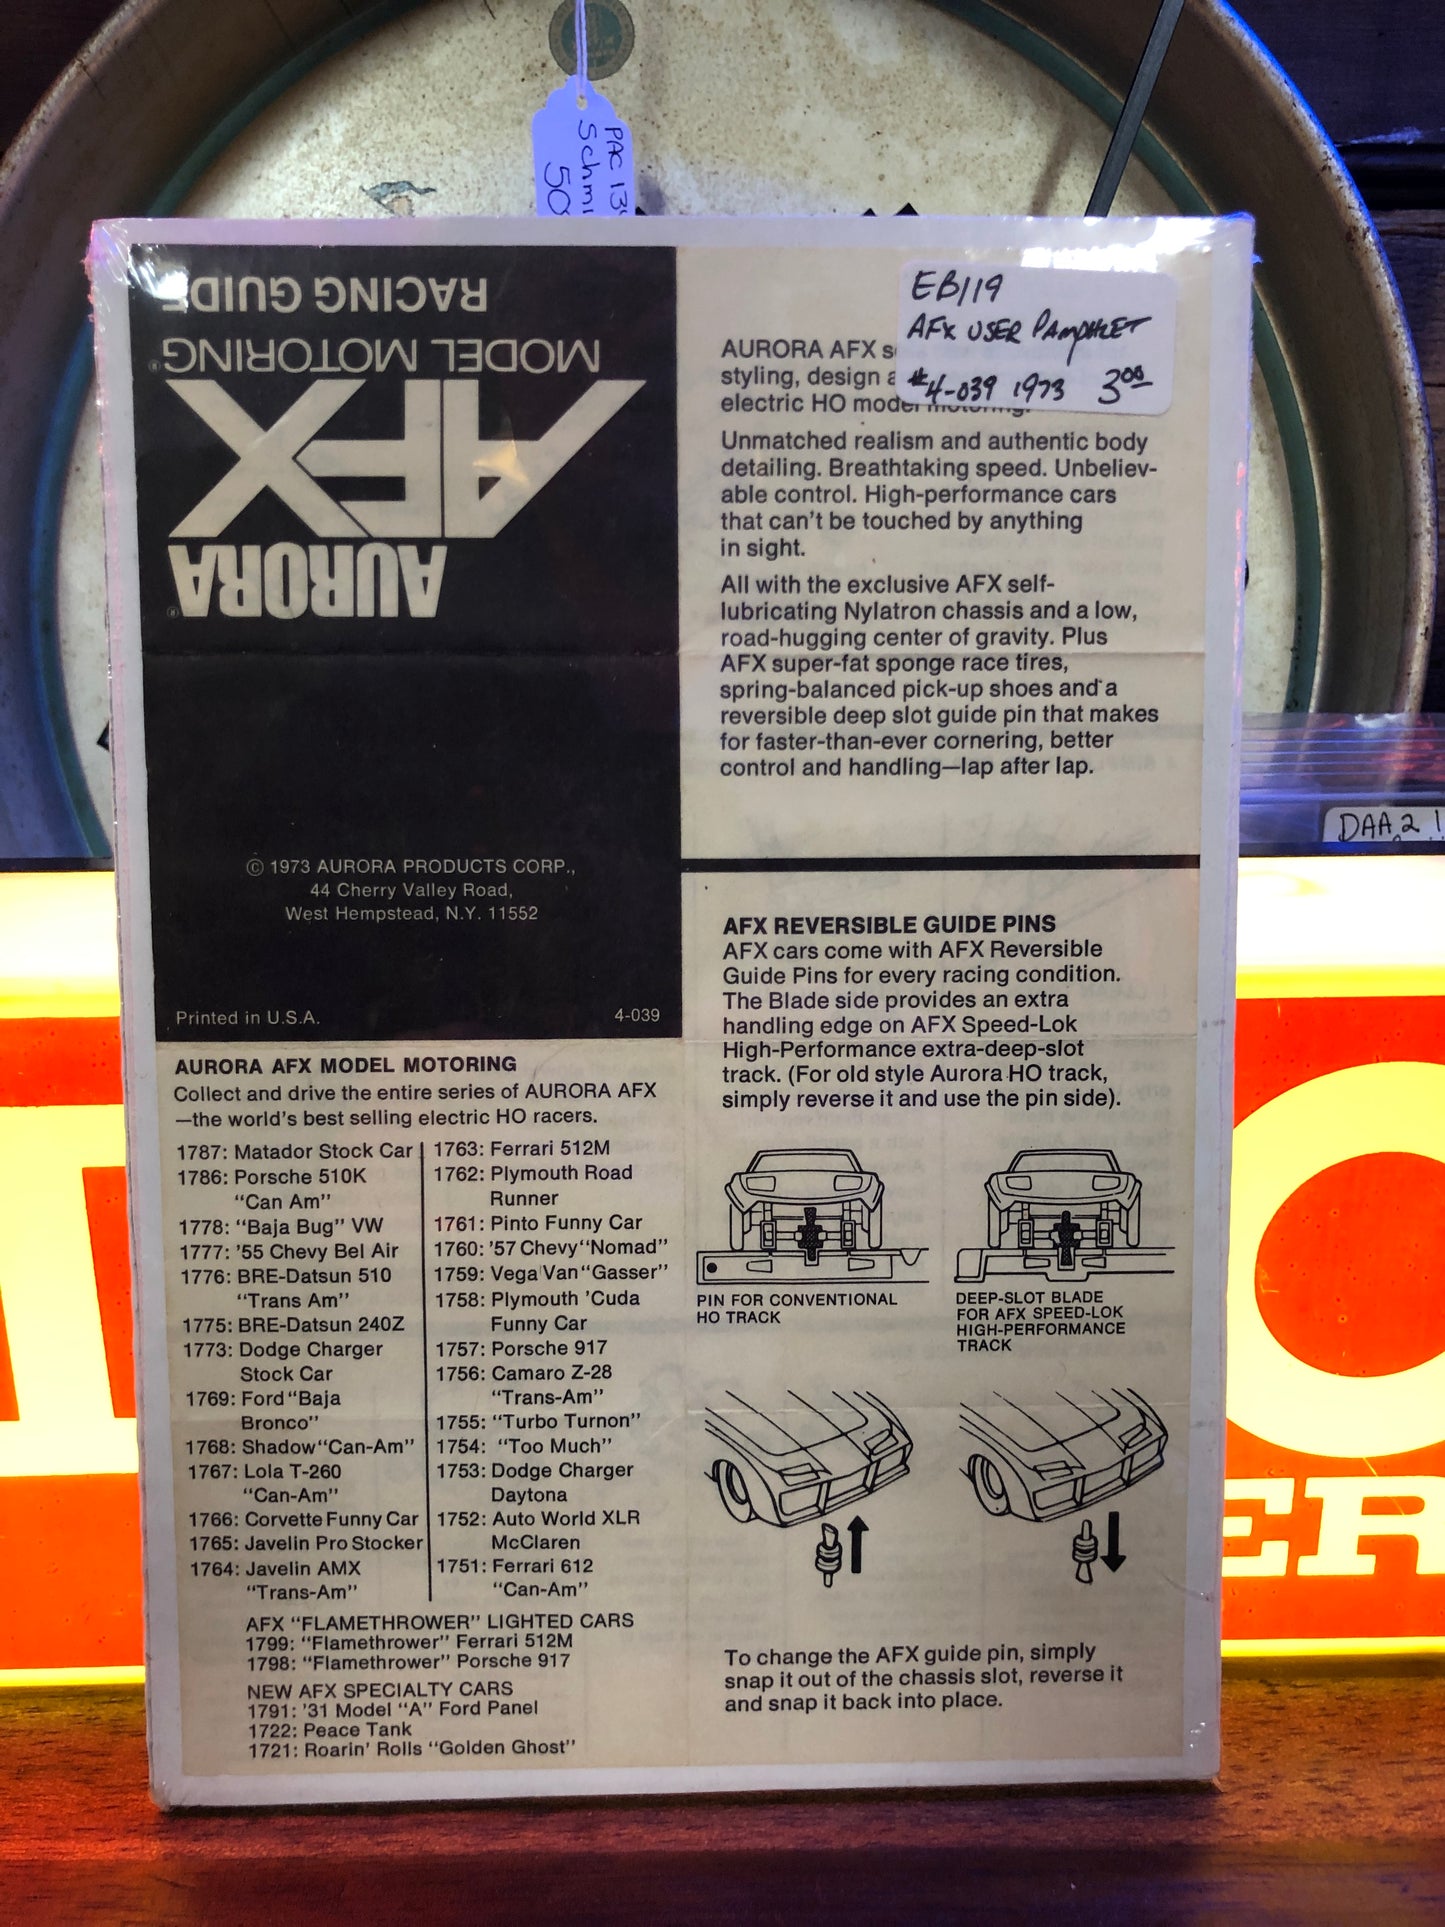 PAC 13
Schmi
50
RACING GUIDE
MODEL MOTORING®
AFX
AURORA®
© 1973 AURORA PRODUCTS CORP.,
44 Cherry Valley Road,
West Hempstead, N.Y. 11552
Printed in U.S.A. 4-039
EB119
AFX USER PAMPHLET
#4-039 1973 3.00
AURORA AFX s
styling, design a
electric HO model motoring.
Unmatched realism and authentic body
detailing. Breathtaking speed. Unbeliev-
able control. High-performance cars
that can't be touched by anything
in sight.
All with the exclusive AFX self-
lubricating Nylatron chassis and a low,
road-hugging center of gravity. Plus
AFX super-fat sponge race tires,
spring-balanced pick-up shoes and a
reversible deep slot guide pin that makes
for faster-than-ever cornering, better
control and handling—lap after lap.
AURORA AFX MODEL MOTORING
Collect and drive the entire series of AURORA AFX
—the world's best selling electric HO racers.
1787: Matador Stock Car
1786: Porsche 510K
"Can Am"
1778: "Baja Bug" VW
1777: '55 Chevy Bel Air
1776: BRE-Datsun 510
"Trans Am"
1775: BRE-Datsun 240Z
1773: Dodge Charger
Stock Car
1769: Ford "Baja
Bronco"
1768: Shadow "Can-Am"
1767: Lola T-260
"Can-Am"
1766: Corvette Funny Car
1765: Javelin Pro Stocker
1764: Javelin AMX
"Trans-Am"
1763: Ferrari 512M
1762: Plymouth Road
Runner
1761: Pinto Funny Car
1760: '57 Chevy "Nomad"
1759: Vega Van "Gasser"
1758: Plymouth 'Cuda
Funny Car
1757: Porsche 917
1756: Camaro Z-28
"Trans-Am"
1755: "Turbo Turnon"
1754: "Too Much"
1753: Dodge Charger
Daytona
1752: Auto World XLR
McClaren
1751: Ferrari 612
"Can-Am"
AFX "FLAMETHROWER" LIGHTED CARS
1799: "Flamethrower" Ferrari 512M
1798: "Flamethrower" Porsche 917
NEW AFX SPECIALTY CARS
1791: '31 Model "A" Ford Panel
1722: Peace Tank
1721: Roarin' Rolls "Golden Ghost"
AFX REVERSIBLE GUIDE PINS
AFX cars come with AFX Reversible
Guide Pins for every racing condition.
The Blade side provides an extra
handling edge on AFX Speed-Lok
High-Performance extra-deep-slot
track. (For old style Aurora HO track,
simply reverse it and use the pin side).
PIN FOR CONVENTIONAL
HO TRACK
DEEP-SLOT BLADE
FOR AFX SPEED-LOK
HIGH-PERFORMANCE
TRACK
To change the AFX guide pin, simply
snap it out of the chassis slot, reverse it
and snap it back into place.
DAA2 1
O
ER